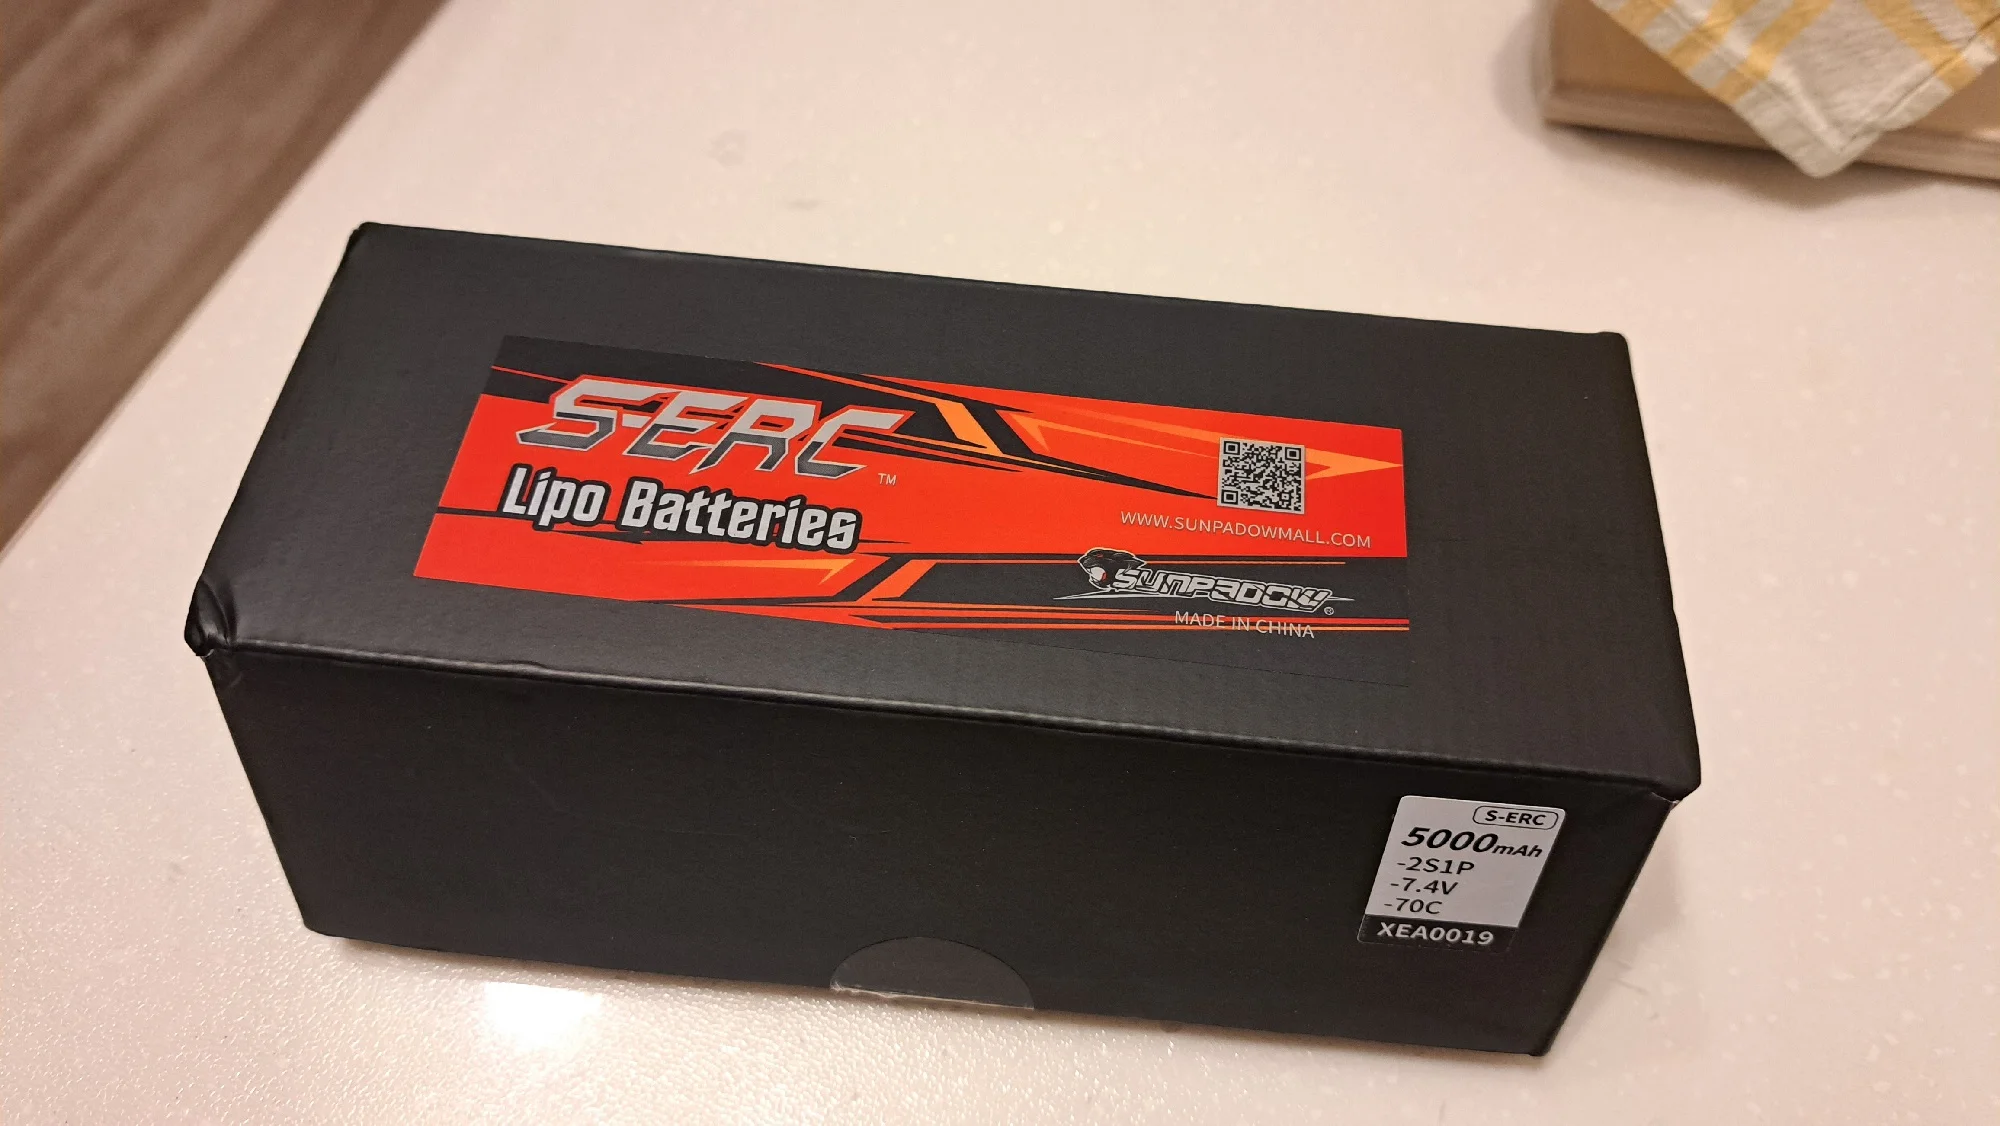 S-ERC
TM
Lipo Batteries
WWW.SUNPADOWMALL.COM
SUNPADOW®
MADE IN CHINA
S-ERC
5000mAh
-2S1P
-7.4V
-70C
XEA0019